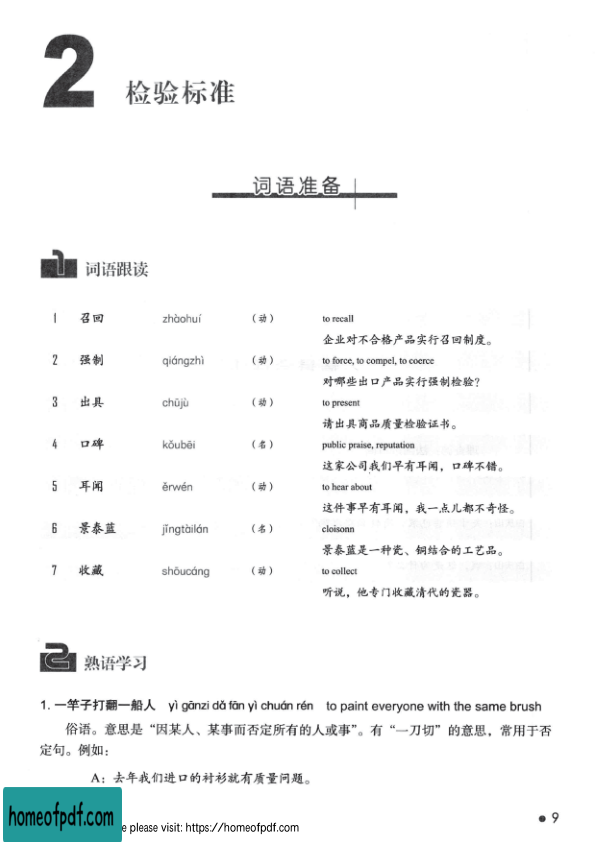 2
检验标准
词语准备
1 词语跟读
1 召回 zhàohuí (动) to recall
企业对不合格产品实行召回制度。
2 强制 qiángzhì (动) to force, to compel, to coerce
对哪些出口产品实行强制检验?
3 出具 chūjù (动) to present
请出具商品质量检验证书。
4 口碑 kǒubēi (名) public praise, reputation
这家公司我们早有耳闻，口碑不错。
5 耳闻 ěrwén (动) to hear about
这件事早有耳闻，我一点儿都不奇怪。
6 景泰蓝 jǐngtàilán (名) cloisonn
景泰蓝是一种瓷、铜结合的工艺品。
7 收藏 shōucáng (动) to collect
听说，他专门收藏清代的瓷器。
2 熟语学习
1. 一竿子打翻一船人 yì gānzi dǎ fān yì chuán rén to paint everyone with the same brush
俗语。意思是“因某人、某事而否定所有的人或事”。有“一刀切”的意思，常用于否
定句。例如：
A：去年我们进口的衬衫就有质量问题。
homeofpdf.com
e please visit: https://homeofpdf.com
● 9